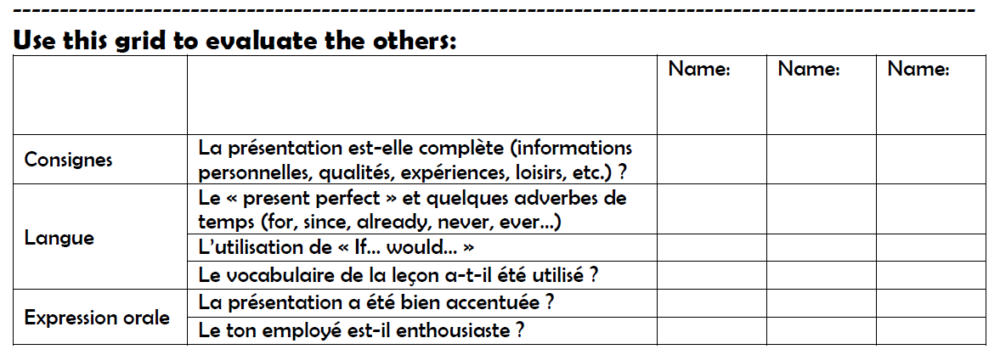 Use this grid to evaluate the others:
Name: Name: Name:
Consignes
La présentation est-elle complète (informations
personnelles, qualités, expériences, loisirs, etc.) ?
Langue
Le « present perfect » et quelques adverbes de
temps (for, since, already, never, ever...)
L'utilisation de « If... would... »
Le vocabulaire de la leçon a-t-il été utilisé ?
Expression orale
La présentation a été bien accentuée ?
Le ton employé est-il enthousiaste ?